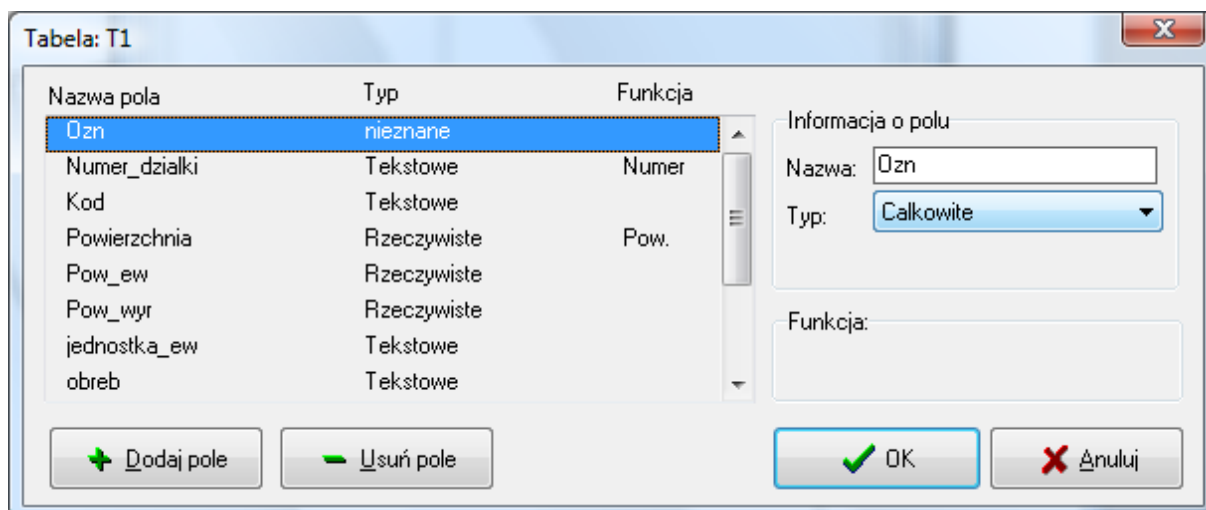 Tabela: T1
Nazwa pola Typ Funkcja
Ozn nieznane
Numer_dzialki Tekstowe Numer
Kod Tekstowe
Powierzchnia Rzeczywiste Pow.
Pow_ew Rzeczywiste
Pow_wyr Rzeczywiste
jednostka_ew Tekstowe
obreb Tekstowe
Informacja o polu
Nazwa: Ozn
Typ: Calkowite
Funkcja:
Dodaj pole Usuń pole OK Anuluj